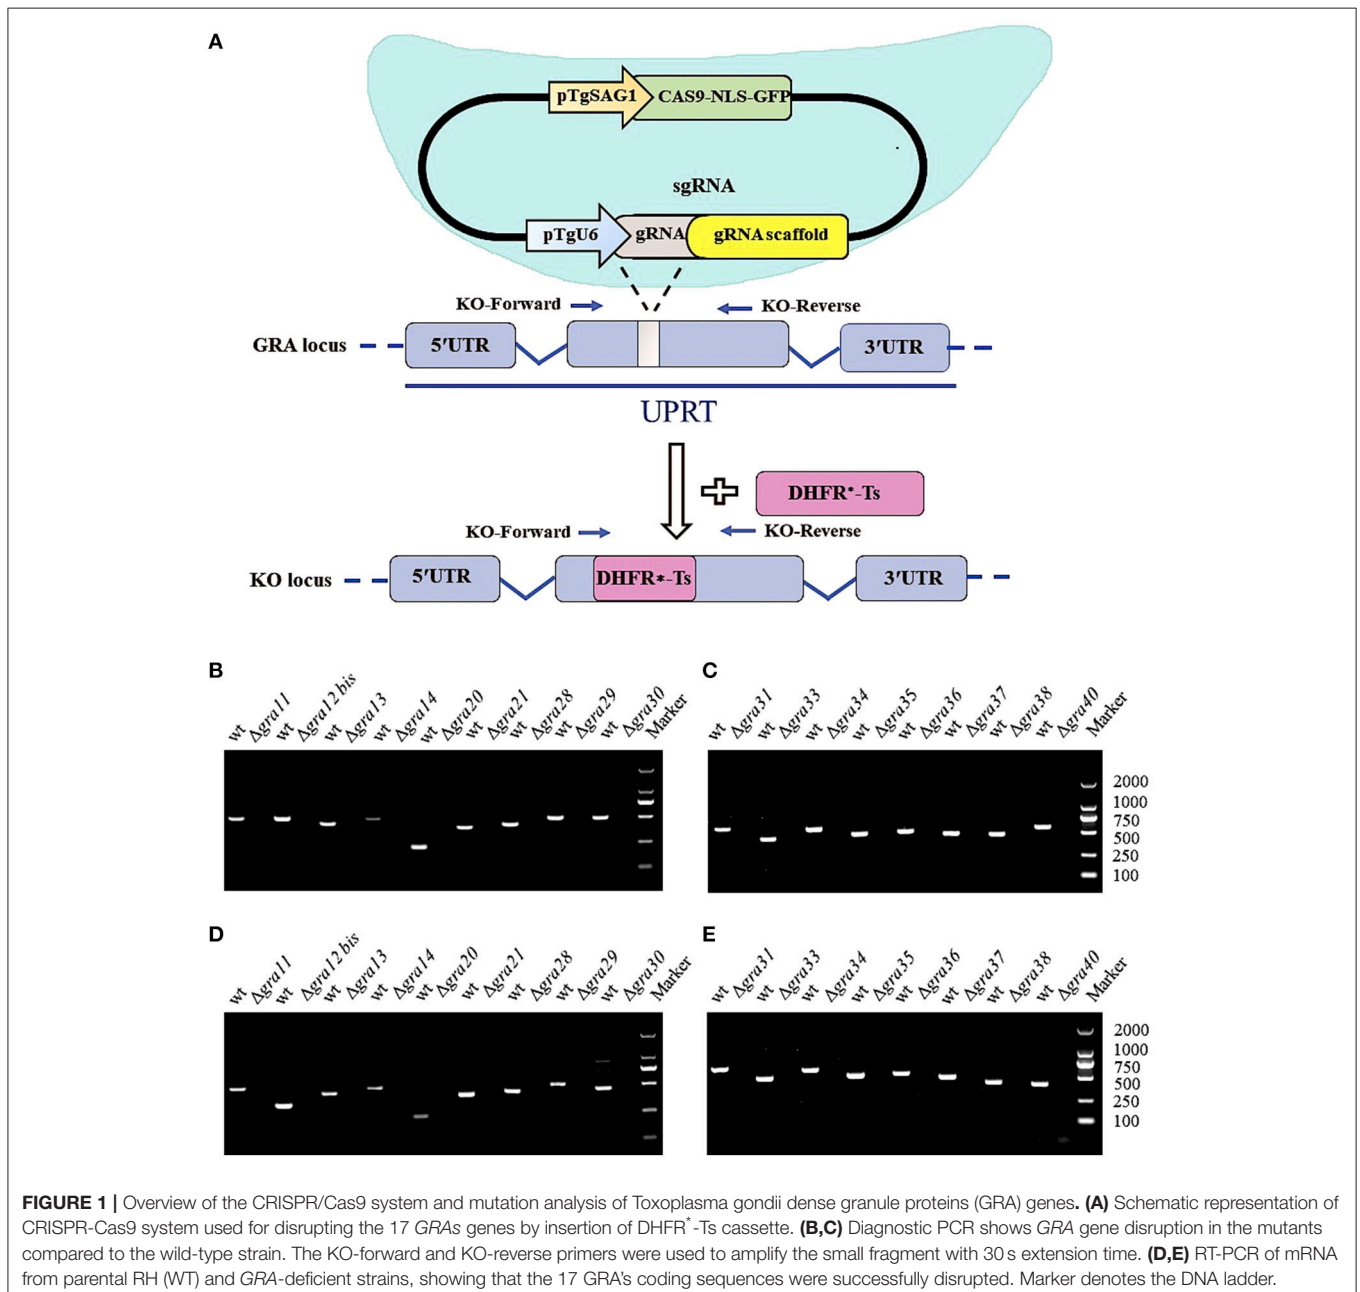 A
pTgSAG1 CAS9-NLS-GFP
sgRNA
pTgU6 gRNA gRNA scaffold
KO-Forward KO-Reverse
GRA locus 5'UTR 3'UTR
UPRT
DHFR*-Ts
KO-Forward KO-Reverse
KO locus 5'UTR DHFR*-Ts 3'UTR
B
wt Δgra11 wt Δgra12 bis wt Δgra13 wt Δgra14 wt Δgra20 wt Δgra21 wt Δgra28 wt Δgra29 wt Δgra30 Marker
C
wt Δgra31 wt Δgra33 wt Δgra34 wt Δgra35 wt Δgra36 wt Δgra37 wt Δgra38 wt Δgra40 Marker
2000
1000
750
500
250
100
D
wt Δgra11 wt Δgra12 bis wt Δgra13 wt Δgra14 wt Δgra20 wt Δgra21 wt Δgra28 wt Δgra29 wt Δgra30 Marker
E
wt Δgra31 wt Δgra33 wt Δgra34 wt Δgra35 wt Δgra36 wt Δgra37 wt Δgra38 wt Δgra40 Marker
2000
1000
750
500
250
100
FIGURE 1 | Overview of the CRISPR/Cas9 system and mutation analysis of Toxoplasma gondii dense granule proteins (GRA) genes. (A) Schematic representation of
CRISPR-Cas9 system used for disrupting the 17 GRAs genes by insertion of DHFR*-Ts cassette. (B,C) Diagnostic PCR shows GRA gene disruption in the mutants
compared to the wild-type strain. The KO-forward and KO-reverse primers were used to amplify the small fragment with 30 s extension time. (D,E) RT-PCR of mRNA
from parental RH (WT) and GRA-deficient strains, showing that the 17 GRA's coding sequences were successfully disrupted. Marker denotes the DNA ladder.